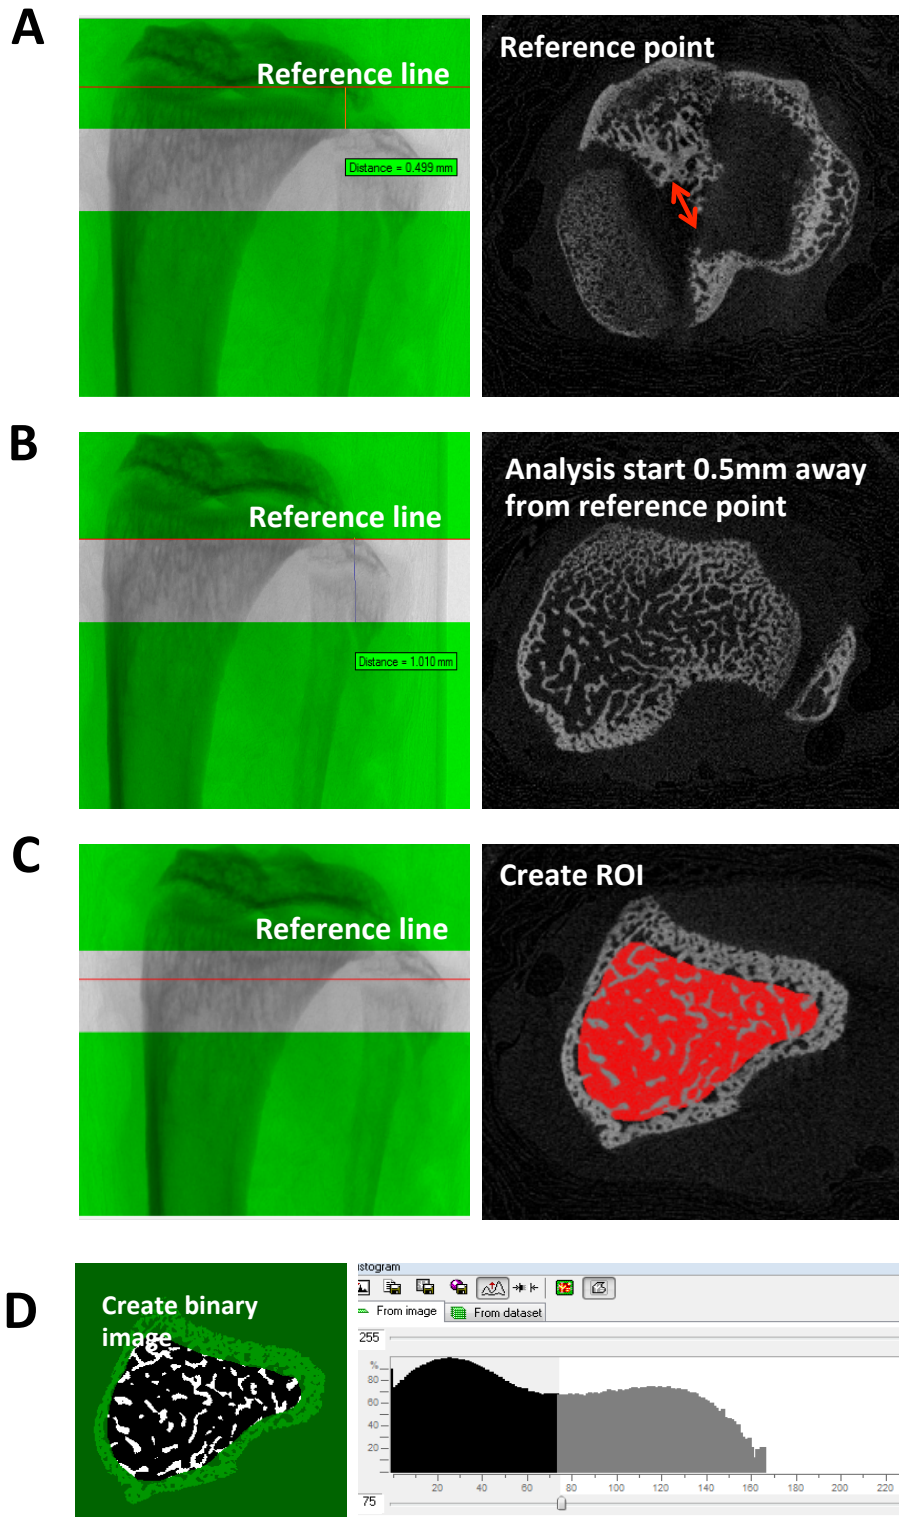 A
Reference line
Distance = 0.499 mm
Reference point
B
Reference line
Distance = 1.010 mm
Analysis start 0.5mm away
from reference point
C
Reference line
Create ROI
D
Create binary
image
istogram
From image
From dataset
255
%
80
60
40
20
20 40 60 80 100 120 140 160 180 200 220
75